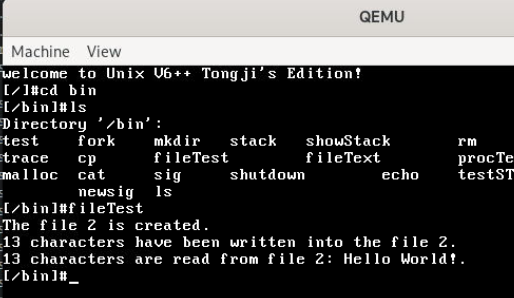 QEMU
Machine View
welcome to Unix V6++ Tongji's Edition!
[/]#cd bin
[/bin]#ls
Directory '/bin':
test fork mkdir stack showStack rm
trace cp fileTest fileText procTe
malloc cat sig shutdown echo testST
newsig ls
[/bin]#fileTest
The file 2 is created.
13 characters have been written into the file 2.
13 characters are read from file 2: Hello World!.
[/bin]#_